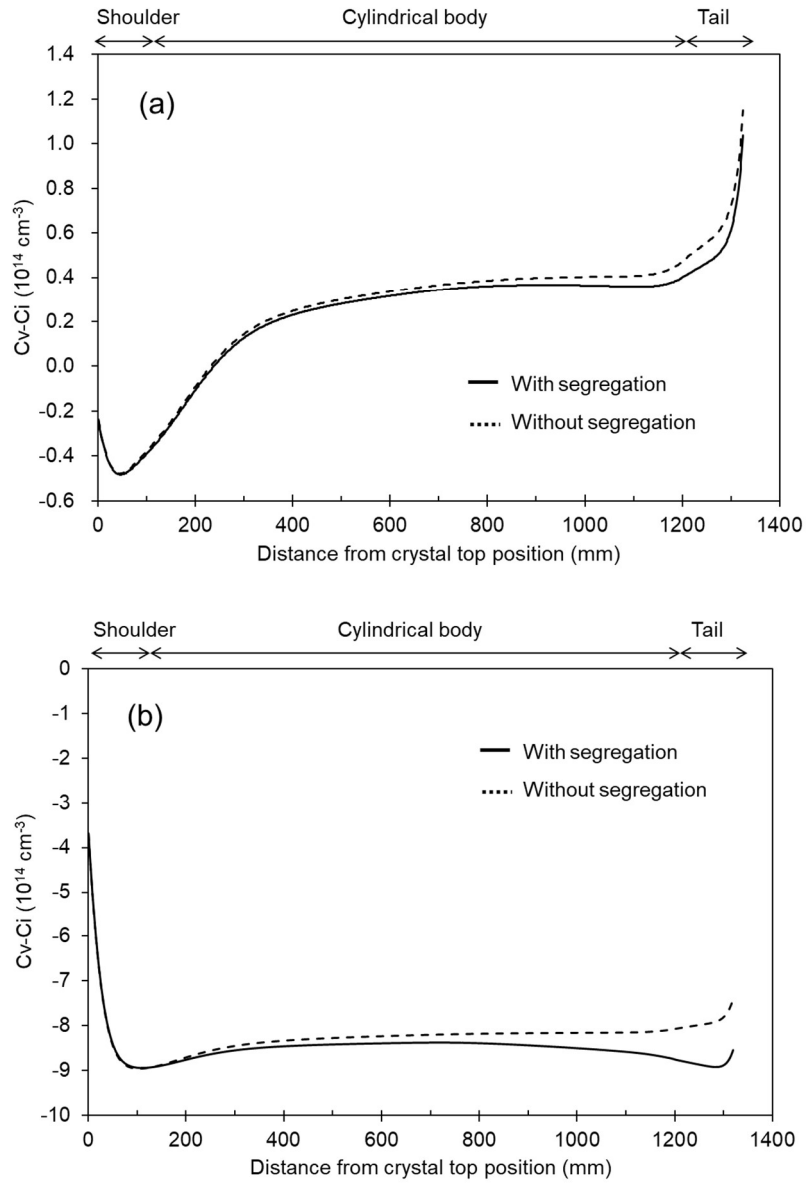 Shoulder Cylindrical body Tail
1.4
1.2
1.0
0.8
0.6
0.4
0.2
0.0
-0.2
-0.4
-0.6
Cv-Ci (10¹⁴ cm⁻³)
(a)
With segregation
Without segregation
0 200 400 600 800 1000 1200 1400
Distance from crystal top position (mm)
Shoulder Cylindrical body Tail
0
-1
-2
-3
-4
-5
-6
-7
-8
-9
-10
Cv-Ci (10¹⁴ cm⁻³)
(b)
With segregation
Without segregation
0 200 400 600 800 1000 1200 1400
Distance from crystal top position (mm)